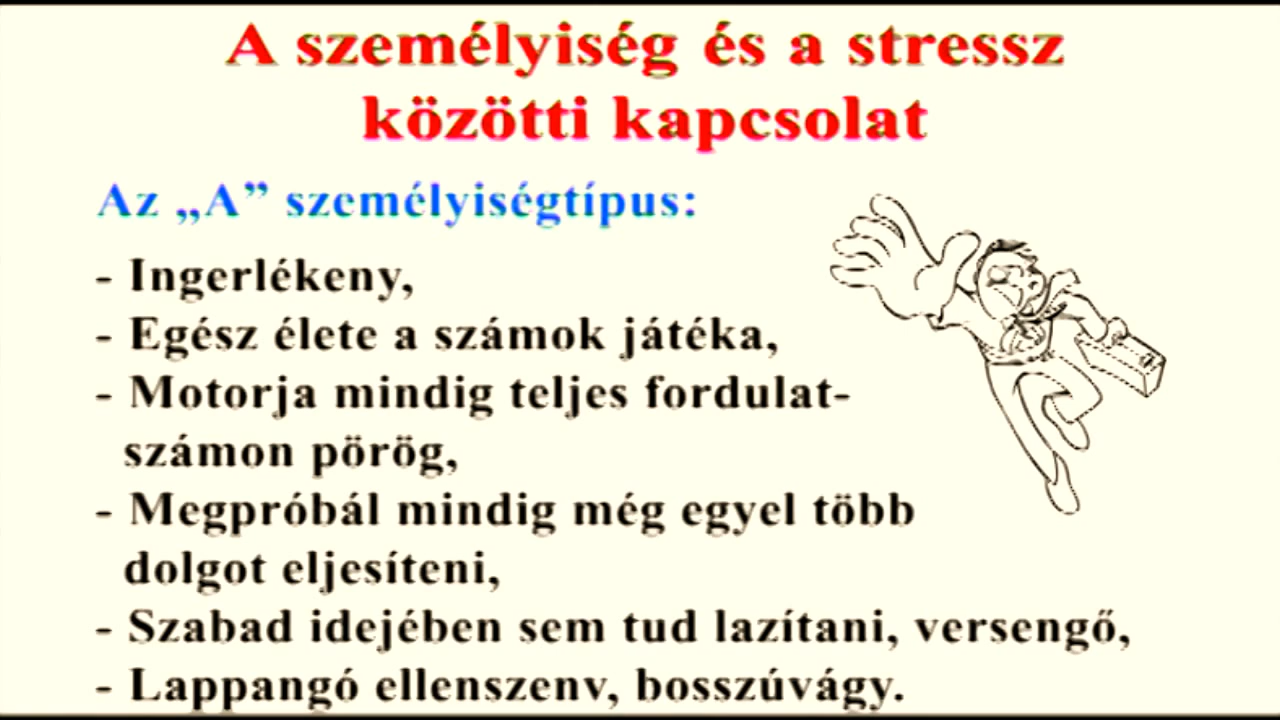 A személyiség és a stressz
közötti kapcsolat
Az „A” személyiségtípus:
- Ingerlékeny,
- Egész élete a számok játéka,
- Motorja mindig teljes fordulat-
számon pörög,
- Megpróbál mindig még egyel több
dolgot eljesíteni,
- Szabad idejében sem tud lazítani, versengő,
- Lappangó ellenszenv, bosszúvágy.